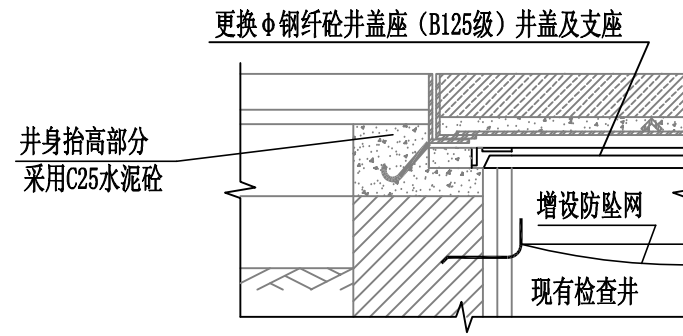 更换ф钢纤砼井盖座（B125级）井盖及支座
井身抬高部分
采用C25水泥砼
增设防坠网
现有检查井